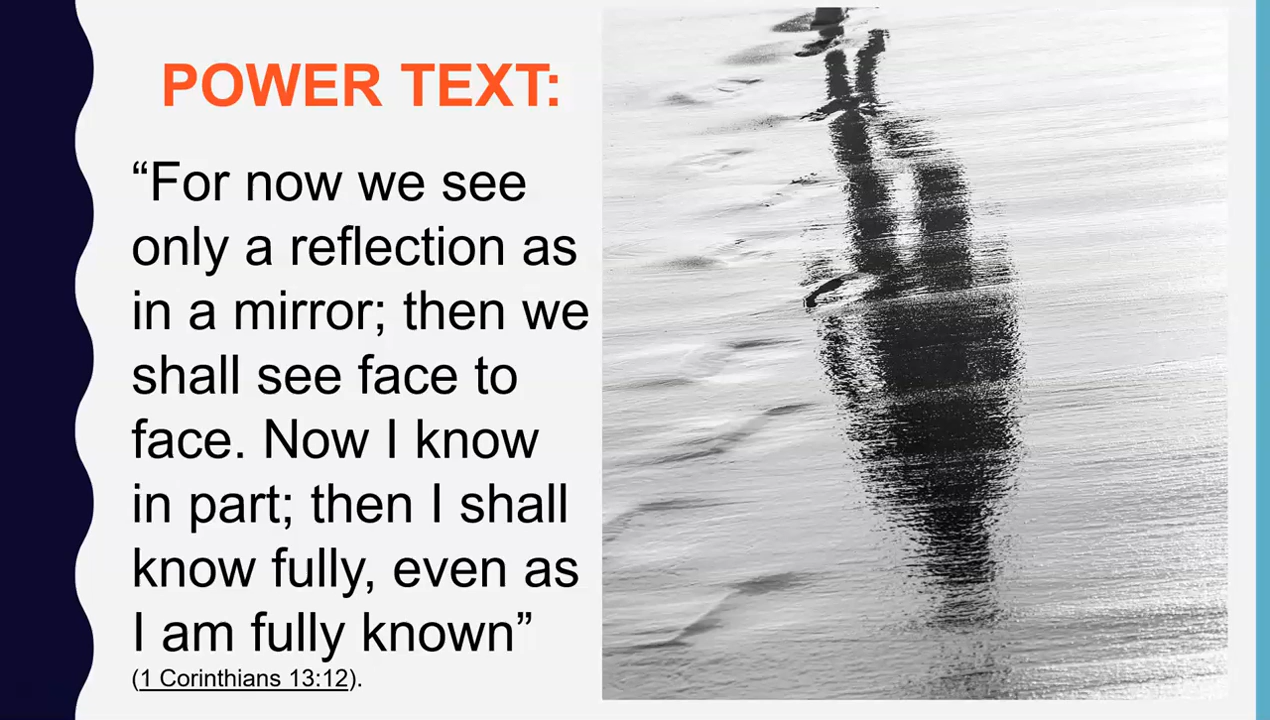 POWER TEXT:
“For now we see
only a reflection as
in a mirror; then we
shall see face to
face. Now I know
in part; then I shall
know fully, even as
I am fully known”
(1 Corinthians 13:12).